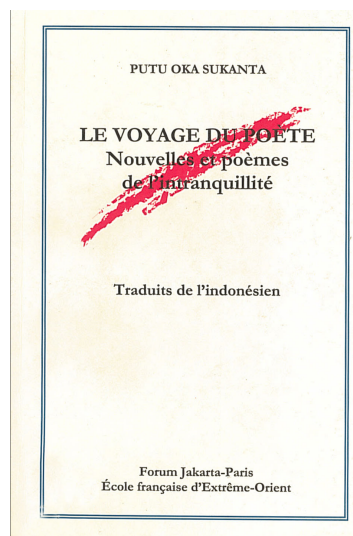 PUTU OKA SUKANTA
LE VOYAGE DU POÈTE
Nouvelles et poèmes
de l'intranquillité
Traduits de l'indonésien
Forum Jakarta-Paris
École française d'Extrême-Orient